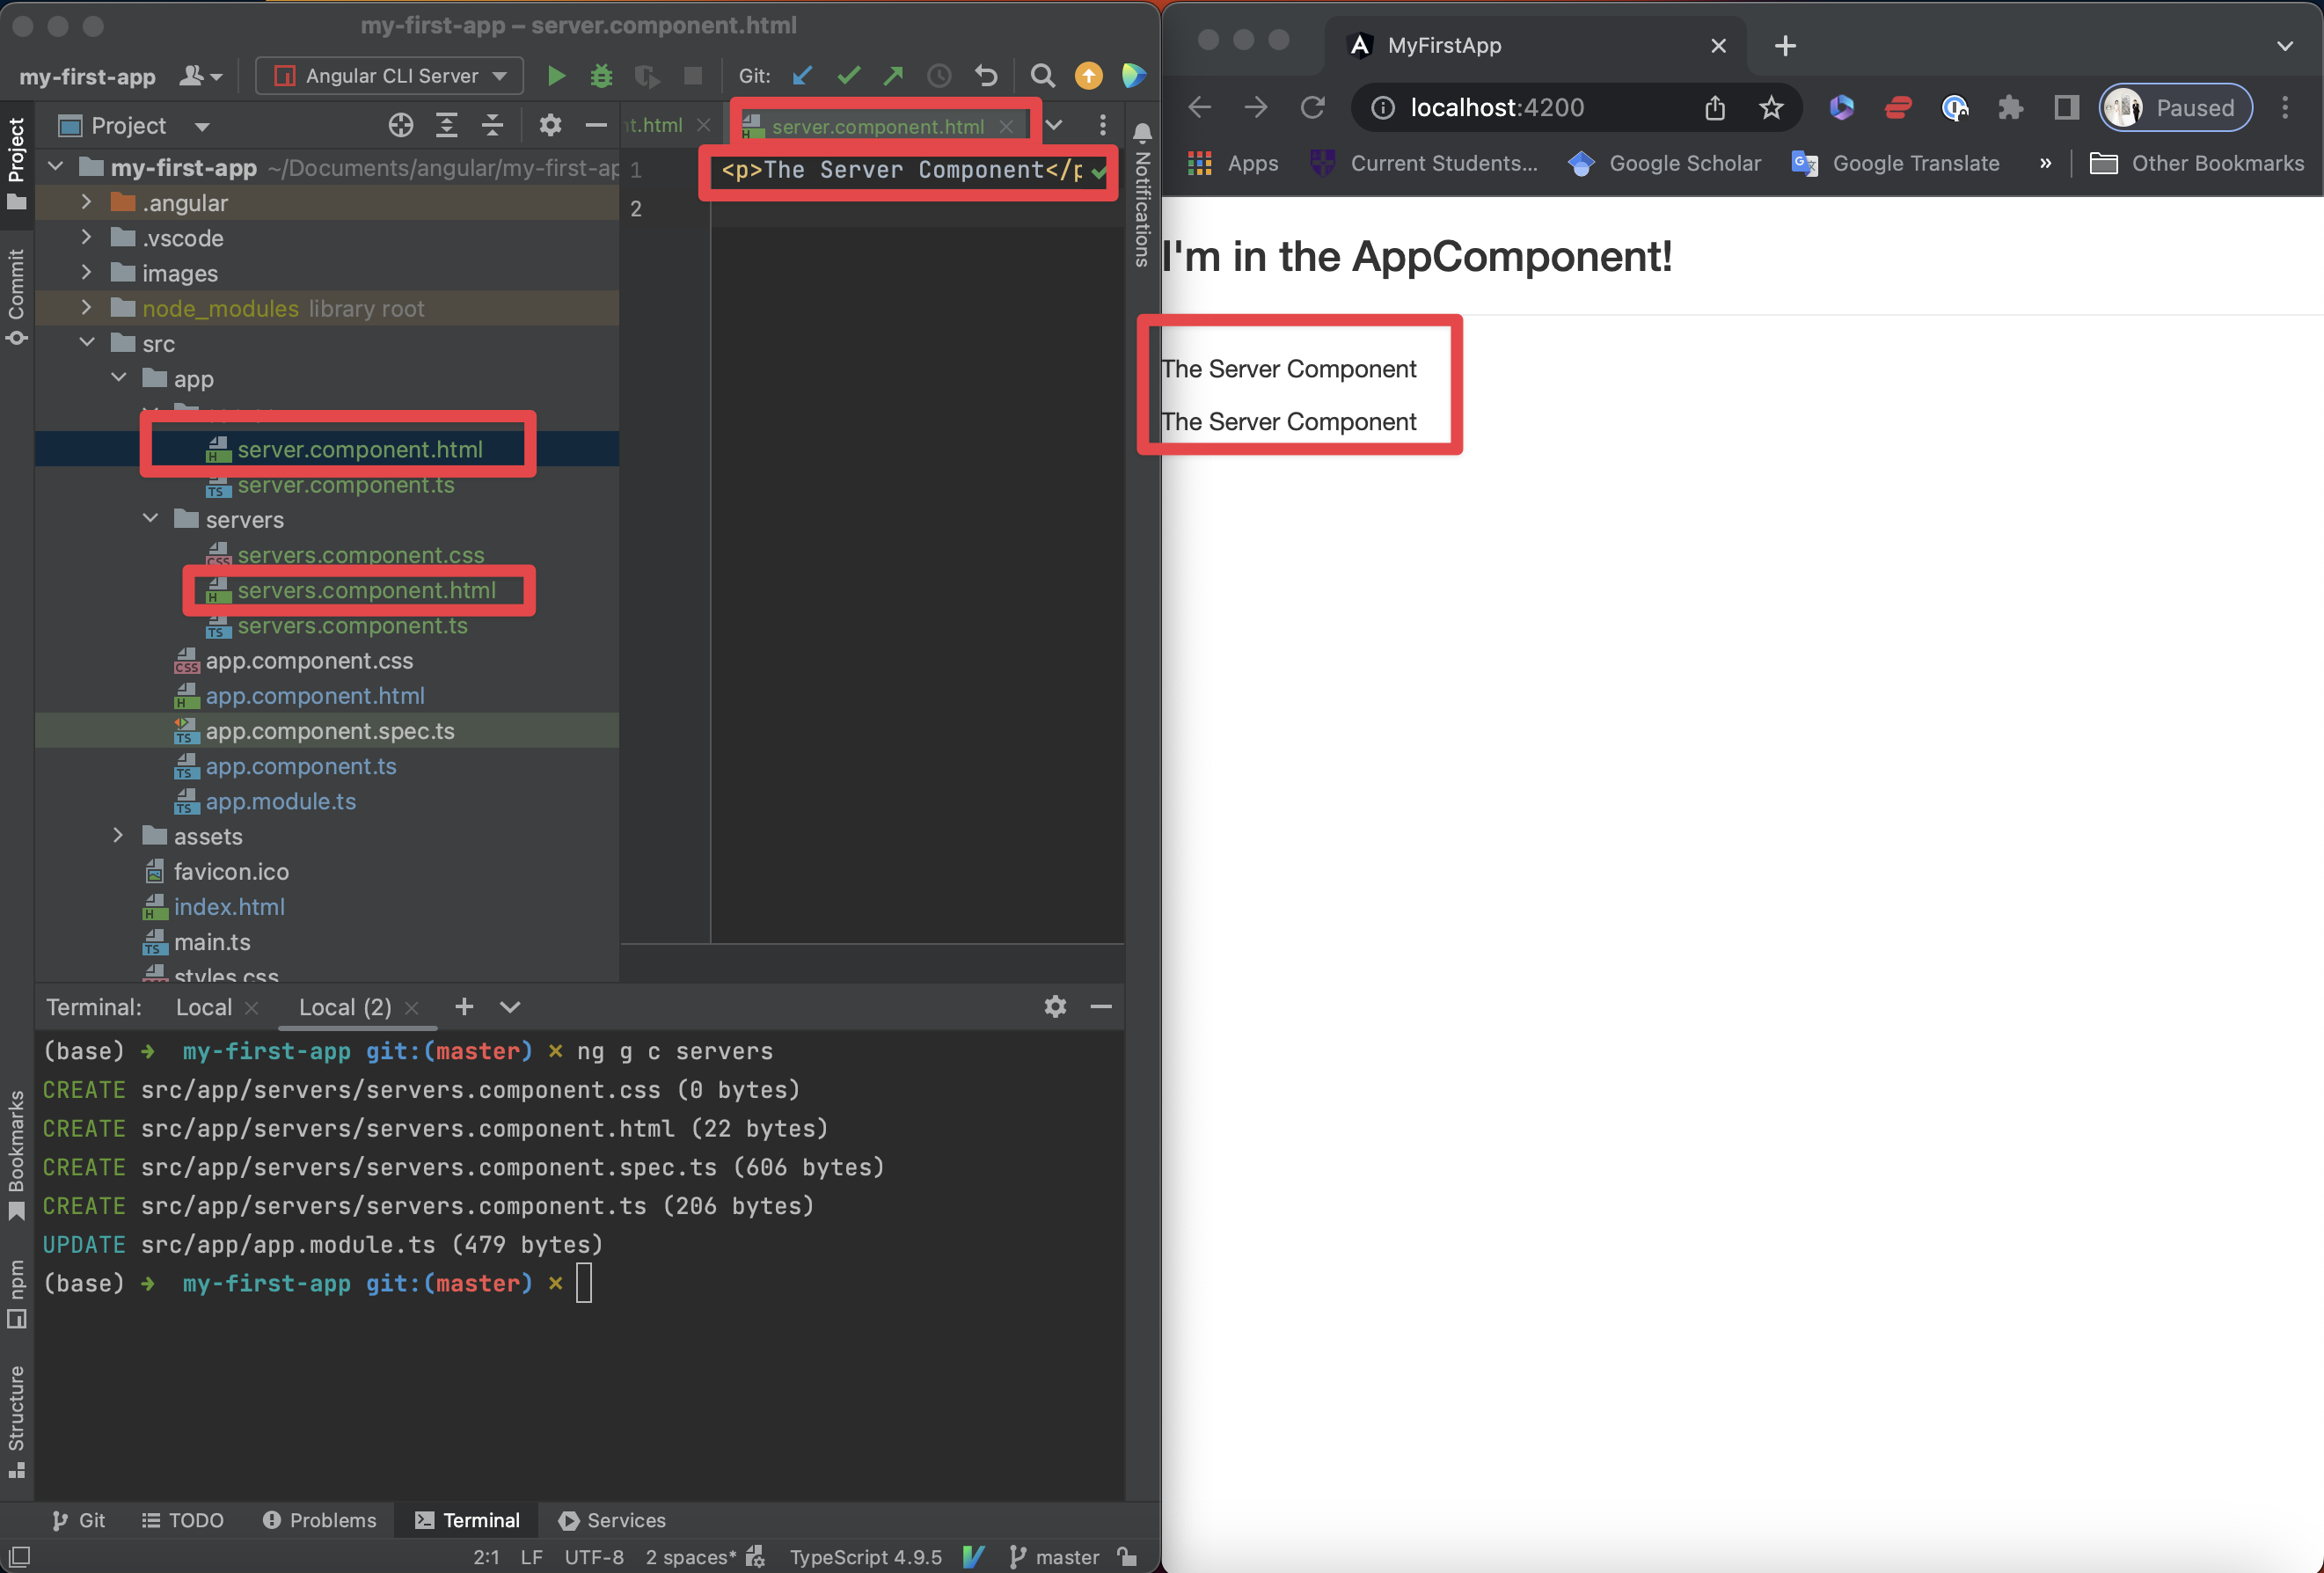 my-first-app – server.component.html
my-first-app
Angular CLI Server
Git:
Project
.html
server.component.html
my-first-app ~/Documents/angular/my-first-ap
.angular
.vscode
images
node_modules library root
src
app
server.component.html
server.component.ts
servers
servers.component.css
servers.component.html
servers.component.ts
app.component.css
app.component.html
app.component.spec.ts
app.component.ts
app.module.ts
assets
favicon.ico
index.html
main.ts
styles.css
1 <p>The Server Component</p
2
Project
Commit
Bookmarks
npm
Structure
Notifications
Terminal: Local Local (2)
(base) ➜ my-first-app git:(master) ✗ ng g c servers
CREATE src/app/servers/servers.component.css (0 bytes)
CREATE src/app/servers/servers.component.html (22 bytes)
CREATE src/app/servers/servers.component.spec.ts (606 bytes)
CREATE src/app/servers/servers.component.ts (206 bytes)
UPDATE src/app/app.module.ts (479 bytes)
(base) ➜ my-first-app git:(master) ✗
Git TODO Problems Terminal Services
2:1 LF UTF-8 2 spaces* TypeScript 4.9.5 master
MyFirstApp
localhost:4200
Paused
Apps Current Students... Google Scholar Google Translate » Other Bookmarks
I'm in the AppComponent!
The Server Component
The Server Component